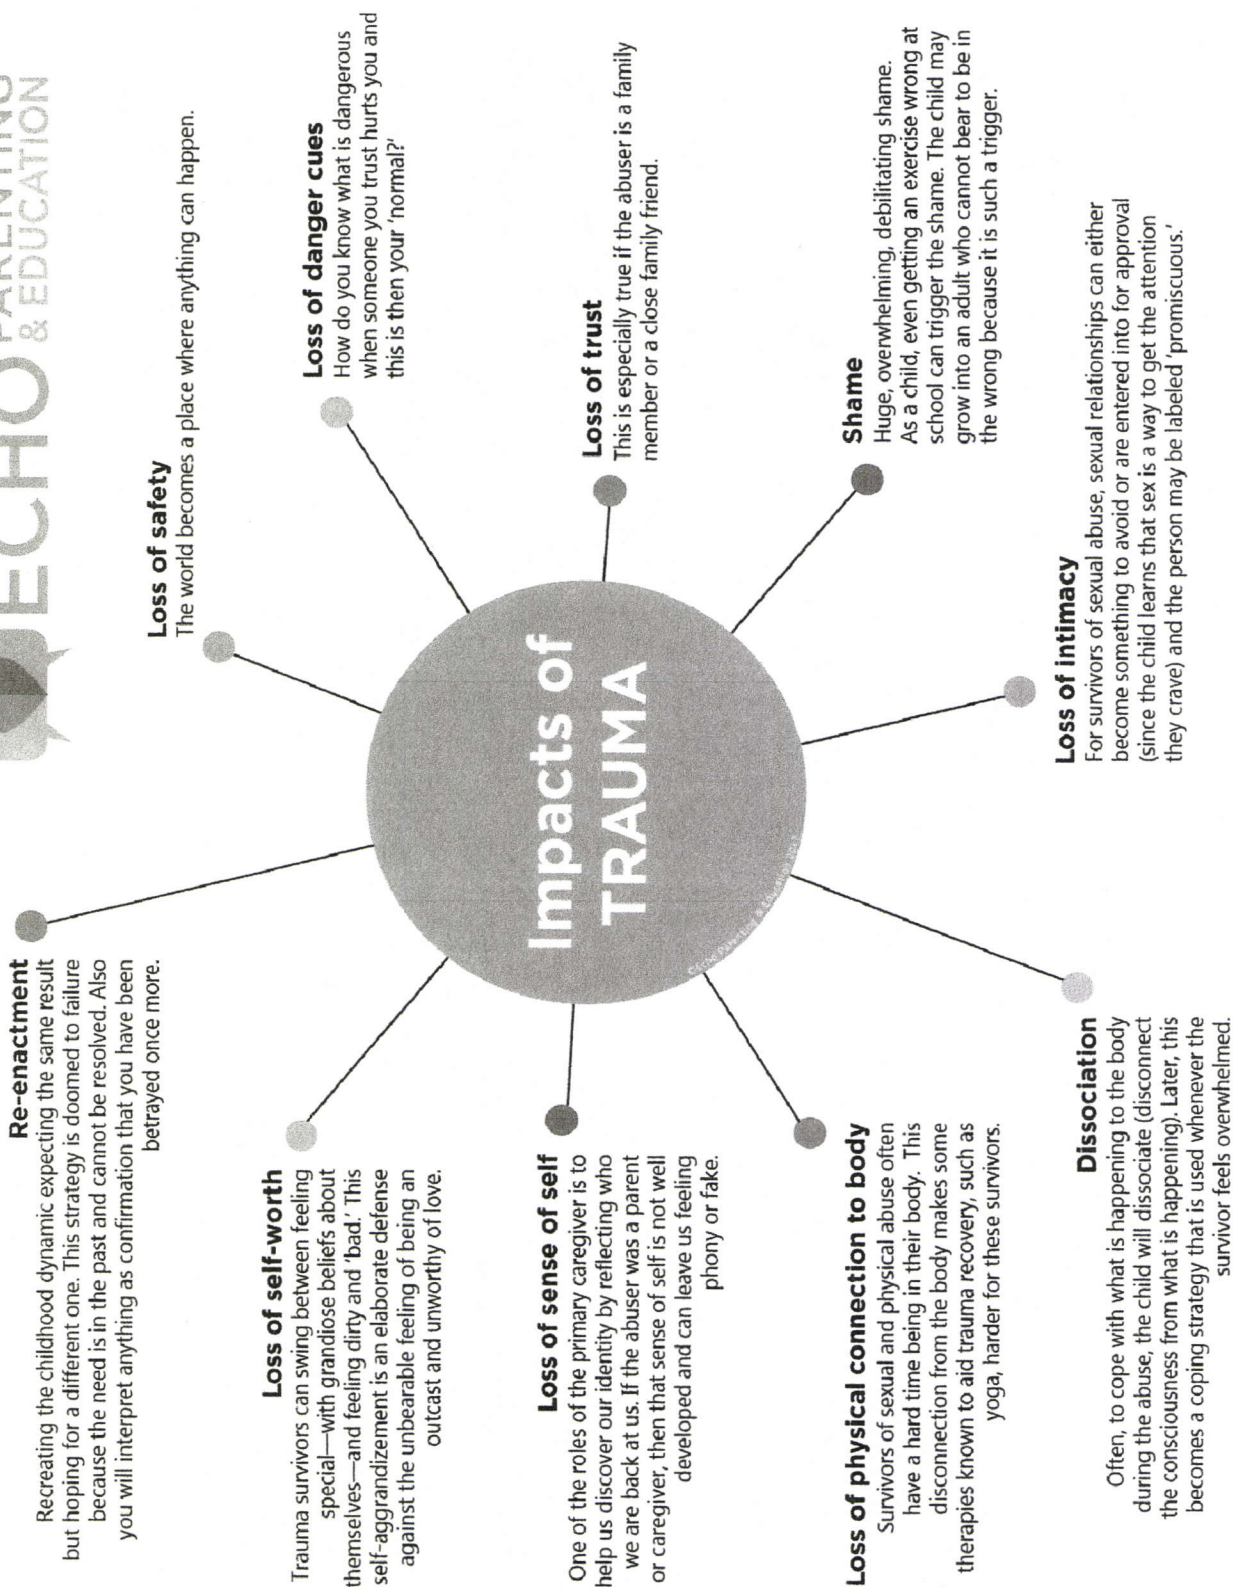 ECHO PARENTING
& EDUCATION
Impacts of
TRAUMA
Loss of safety
The world becomes a place where anything can happen.
Loss of danger cues
How do you know what is dangerous
when someone you trust hurts you and
this is then your 'normal?'
Loss of trust
This is especially true if the abuser is a family
member or a close family friend.
Shame
Huge, overwhelming, debilitating shame.
As a child, even getting an exercise wrong at
school can trigger the shame. The child may
grow into an adult who cannot bear to be in
the wrong because it is such a trigger.
Loss of intimacy
For survivors of sexual abuse, sexual relationships can either
become something to avoid or are entered into for approval
(since the child learns that sex is a way to get the attention
they crave) and the person may be labeled 'promiscuous.'
Dissociation
Often, to cope with what is happening to the body
during the abuse, the child will dissociate (disconnect
the consciousness from what is happening). Later, this
becomes a coping strategy that is used whenever the
survivor feels overwhelmed.
Loss of physical connection to body
Survivors of sexual and physical abuse often
have a hard time being in their body. This
disconnection from the body makes some
therapies known to aid trauma recovery, such as
yoga, harder for these survivors.
Loss of sense of self
One of the roles of the primary caregiver is to
help us discover our identity by reflecting who
we are back at us. If the abuser was a parent
or caregiver, then that sense of self is not well
developed and can leave us feeling
phony or fake.
Loss of self-worth
Trauma survivors can swing between feeling
special—with grandiose beliefs about
themselves—and feeling dirty and 'bad.' This
self-aggrandizement is an elaborate defense
against the unbearable feeling of being an
outcast and unworthy of love.
Re-enactment
Recreating the childhood dynamic expecting the same result
but hoping for a different one. This strategy is doomed to failure
because the need is in the past and cannot be resolved. Also
you will interpret anything as confirmation that you have been
betrayed once more.